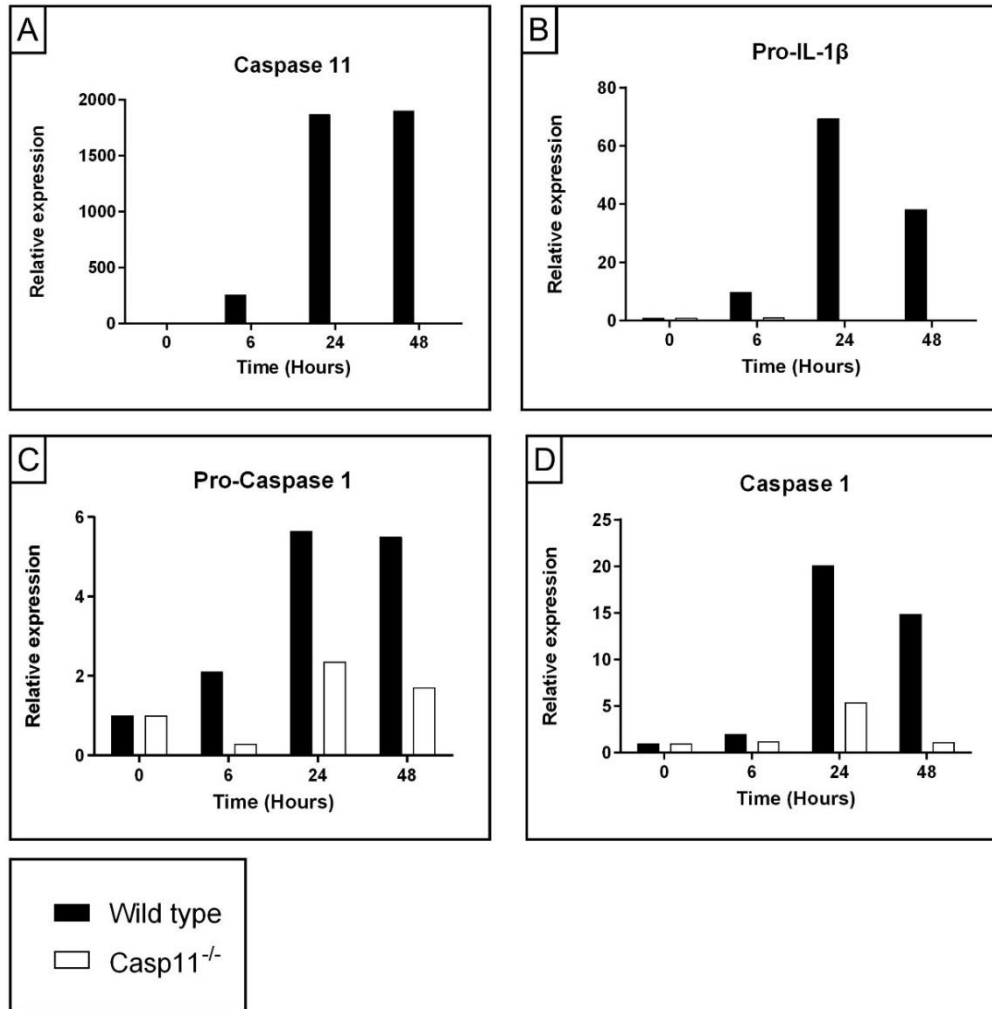 A
Caspase 11
Relative expression
2000
1500
1000
500
0
0 6 24 48
Time (Hours)
B
Pro-IL-1β
Relative expression
80
60
40
20
0
0 6 24 48
Time (Hours)
C
Pro-Caspase 1
Relative expression
6
4
2
0
0 6 24 48
Time (Hours)
D
Caspase 1
Relative expression
25
20
15
10
5
0
0 6 24 48
Time (Hours)
Wild type
Casp11⁻/⁻